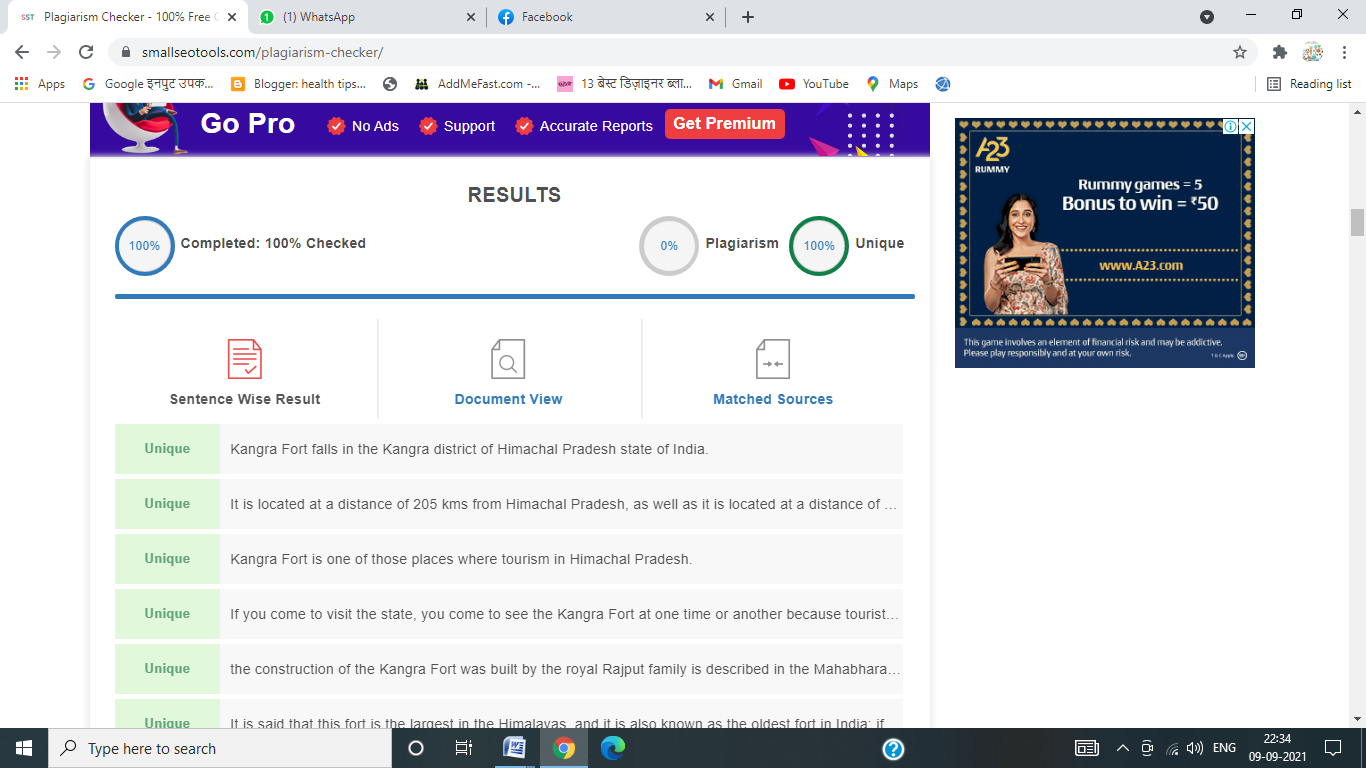 SST Plagiarism Checker - 100% Free
(1) WhatsApp
Facebook
smallseotools.com/plagiarism-checker/
Apps
Google इनपुट उपक...
Blogger: health tips...
AddMeFast.com -...
13 बेस्ट डिज़ाइनर ब्ला...
Gmail
YouTube
Maps
Reading list
Go Pro
No Ads
Support
Accurate Reports
Get Premium
RESULTS
100% Completed: 100% Checked
0% Plagiarism
100% Unique
Sentence Wise Result
Document View
Matched Sources
Unique Kangra Fort falls in the Kangra district of Himachal Pradesh state of India.
Unique It is located at a distance of 205 kms from Himachal Pradesh, as well as it is located at a distance of ...
Unique Kangra Fort is one of those places where tourism in Himachal Pradesh.
Unique If you come to visit the state, you come to see the Kangra Fort at one time or another because tourist...
Unique the construction of the Kangra Fort was built by the royal Rajput family is described in the Mahabhara...
Unique It is said that this fort is the largest in the Himalayas, and it is also known as the oldest fort in India; if
A23
RUMMY
Rummy games = 5
Bonus to win = ₹50
www.A23.com
This game involves an element of financial risk and may be addictive.
Please play responsibly and at your own risk.
Type here to search
ENG
22:34
09-09-2021